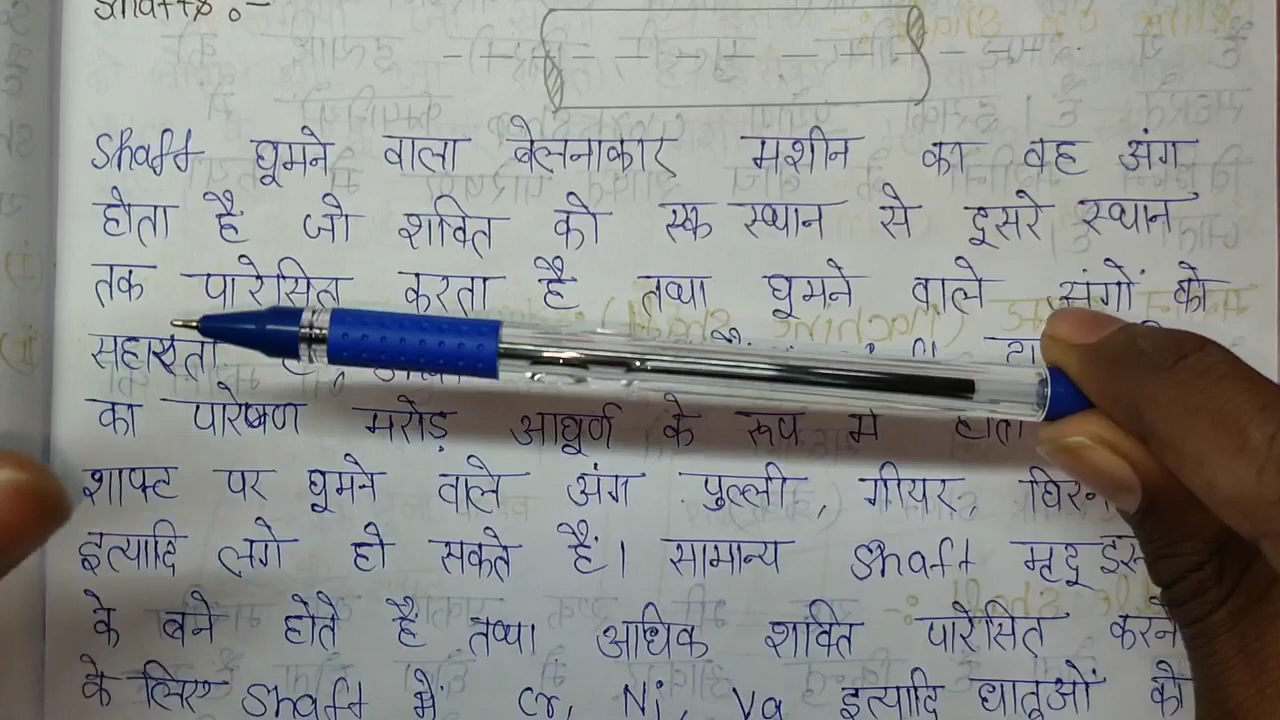 Shafts :-
Shaft घूमने वाला बेलनाकार मशीन का वह अंग
होता है जो शक्ति को एक स्थान से दूसरे स्थान
तक पारेसित करता है तथा घूमने वाले अंगों को
सहायता
का पारेषण मरोड़ आघूर्ण के रूप मे होता
शाफ्ट पर घूमने वाले अंग पुल्ली, गीयर,
इत्यादि लगे हो सकते हैं। सामान्य Shaft मृदू
के बने होते है तथा अधिक शक्ति पारेसित करने
के लिए Shaft में Cr, Ni, Va इत्यादि धातूओं को